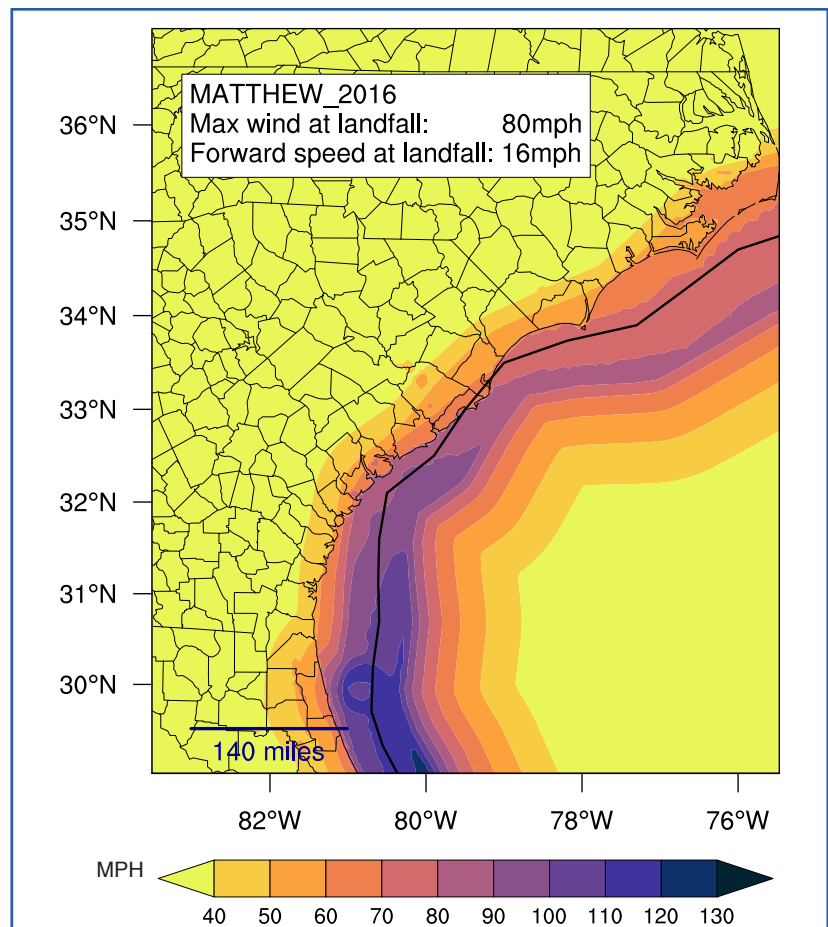 MATTHEW_2016
Max wind at landfall: 80mph
Forward speed at landfall: 16mph
36°N
35°N
34°N
33°N
32°N
31°N
30°N
140 miles
82°W 80°W 78°W 76°W
MPH
40 50 60 70 80 90 100 110 120 130